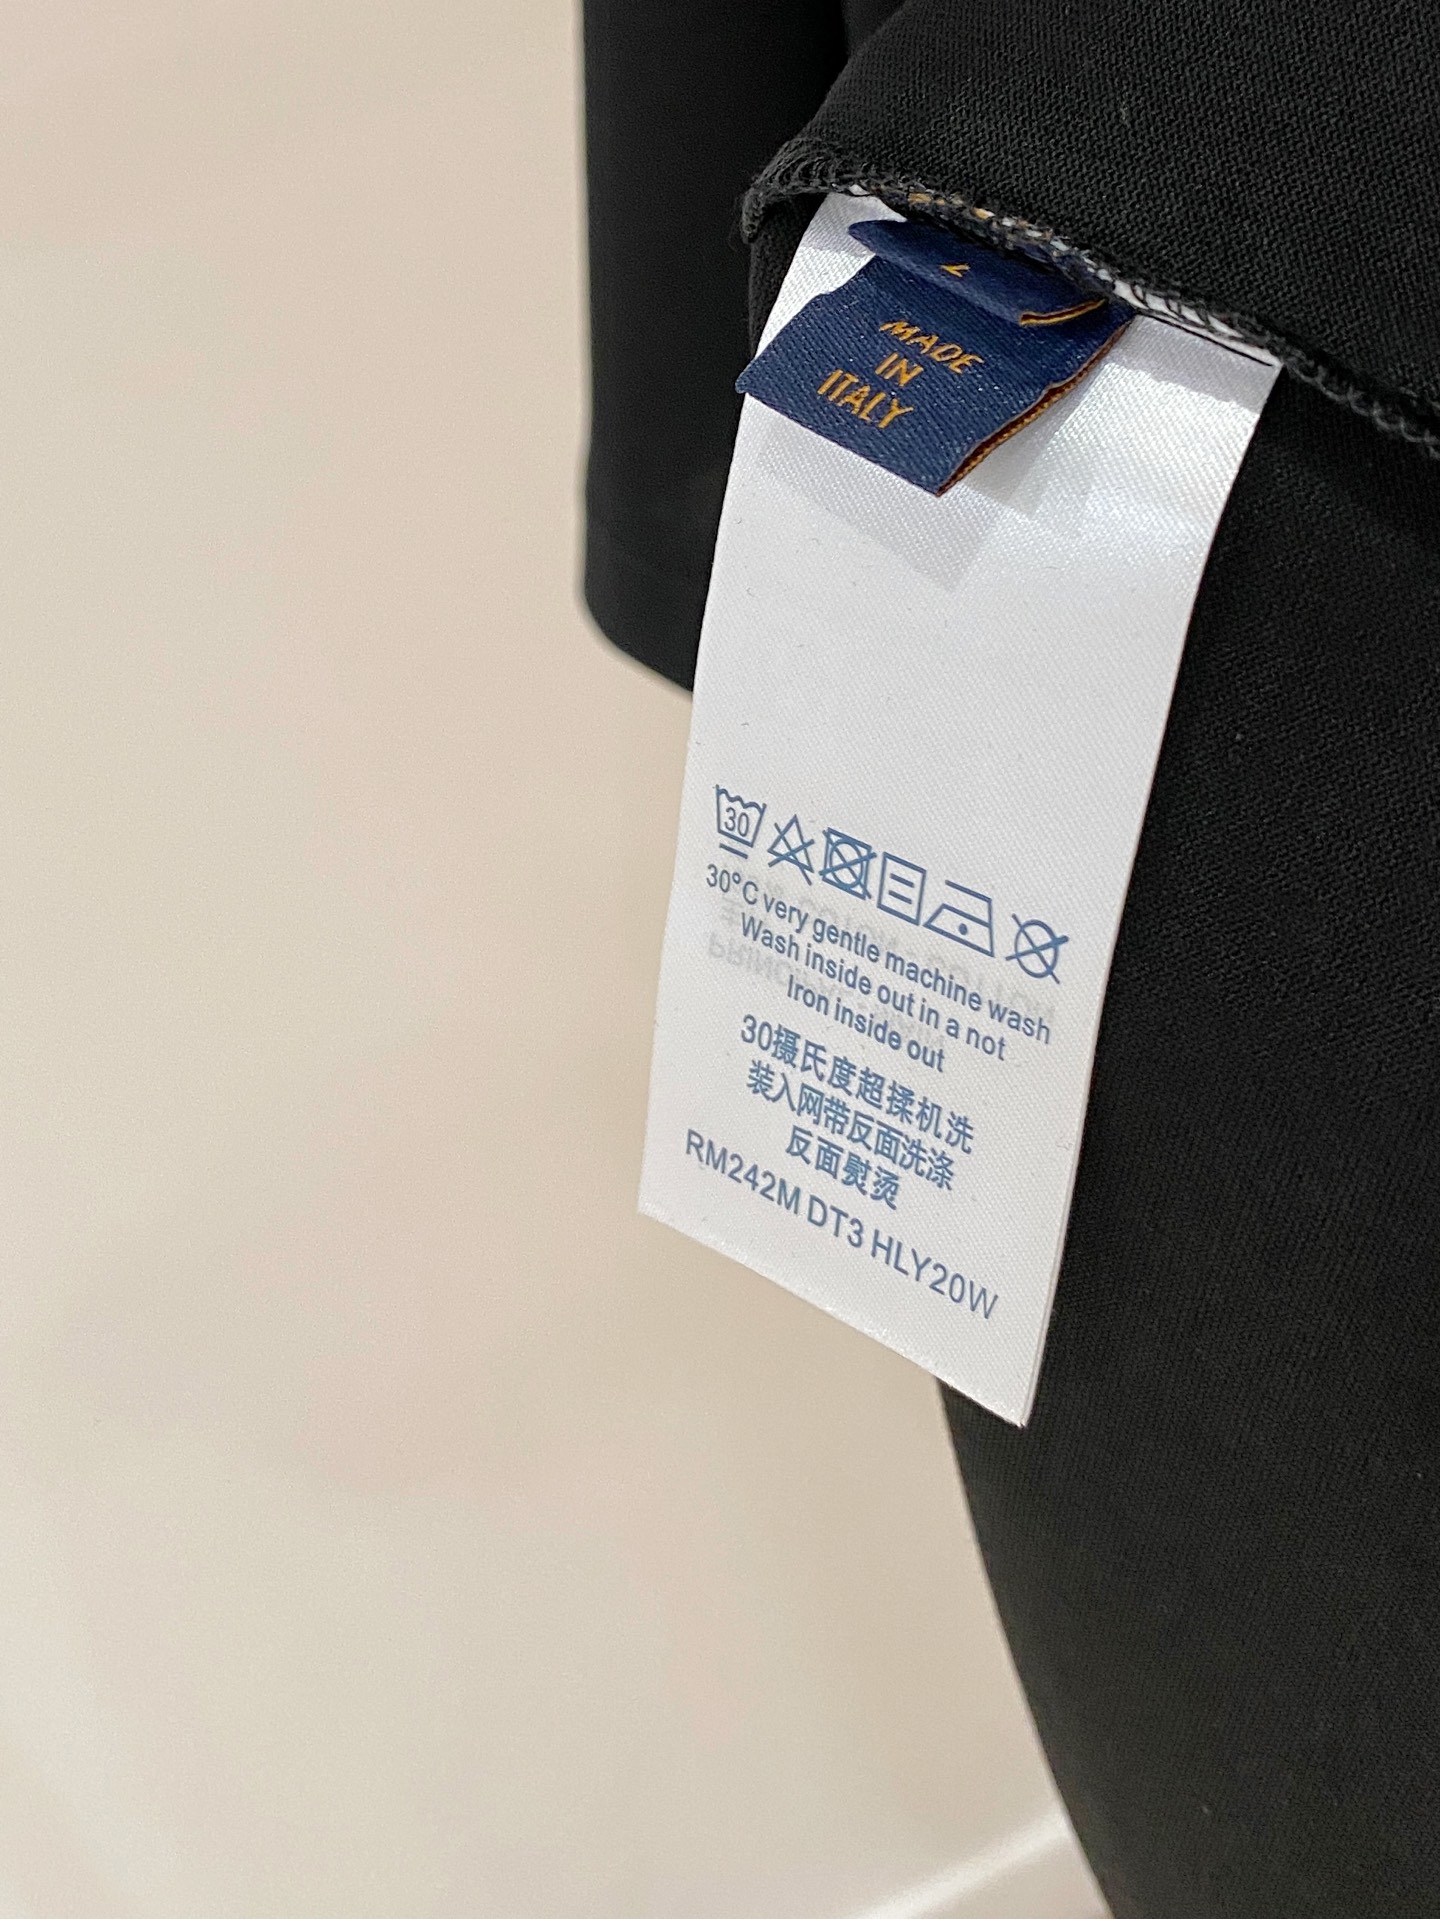 MADE
IN
ITALY
30
30°C very gentle machine wash
Wash inside out in a not
Iron inside out
30摄氏度超揉机洗
装入网带反面洗涤
反面熨烫
RM242M DT3 HLY20W